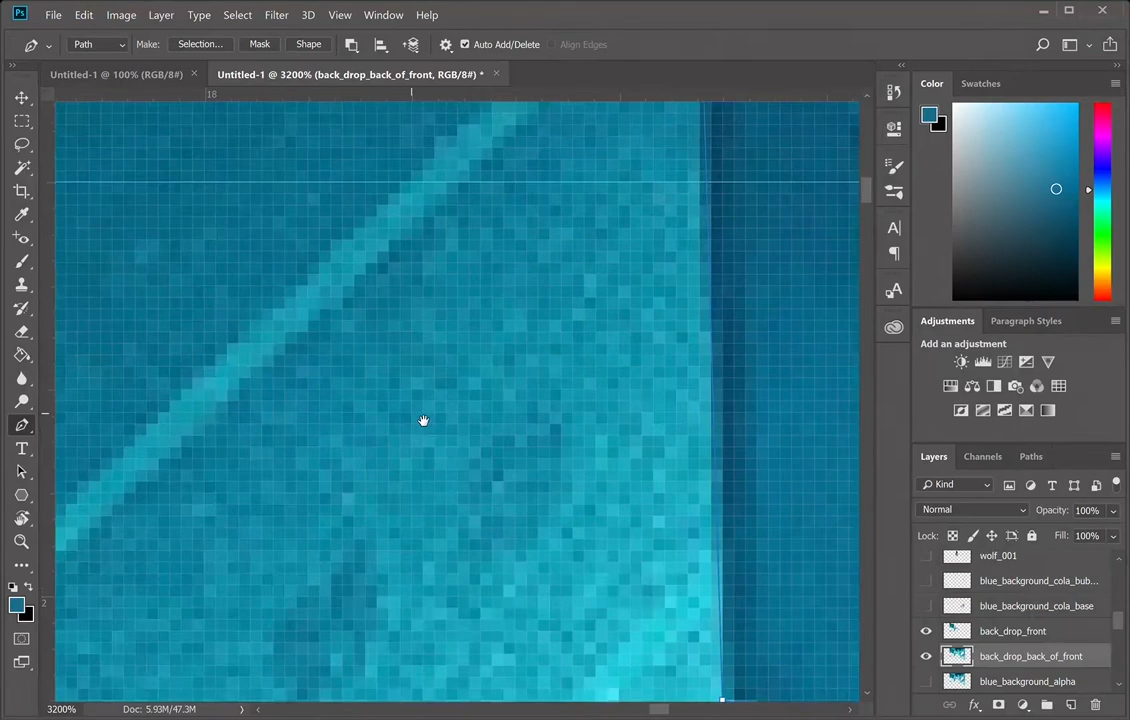 Ps File Edit Image Layer Type Select Filter 3D View Window Help
Path Make: Selection... Mask Shape Auto Add/Delete Align Edges
Untitled-1 @ 100% (RGB/8#) × Untitled-1 @ 3200% (back_drop_back_of_front, RGB/8#) * ×
18
Color Swatches
Adjustments Paragraph Styles
Add an adjustment
Layers Channels Paths
Kind
Normal Opacity: 100%
Lock: Fill: 100%
wolf_001
blue_background_cola_bub...
blue_background_cola_base
back_drop_front
back_drop_back_of_front
blue_background_alpha
2
3200% Doc: 5.93M/47.3M